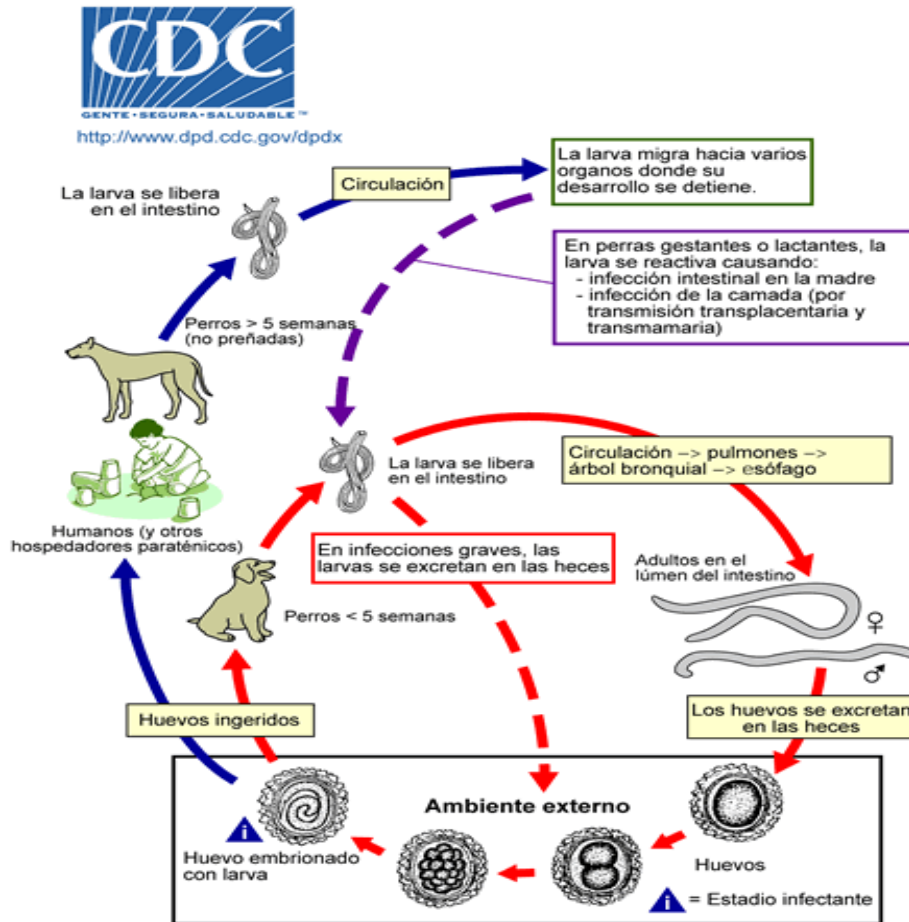 CDC
GENTE·SEGURA·SALUDABLE™
http://www.dpd.cdc.gov/dpdx
La larva se libera
en el intestino
Circulación
La larva migra hacia varios
organos donde su
desarrollo se detiene.
En perras gestantes o lactantes, la
larva se reactiva causando:
- infección intestinal en la madre
- infección de la camada (por
transmisión transplacentaria y
transmamaria)
Perros > 5 semanas
(no preñadas)
La larva se libera
en el intestino
Circulación –> pulmones –>
árbol bronquial –> esófago
Humanos (y otros
hospedadores paraténicos)
En infecciones graves, las
larvas se excretan en las heces
Adultos en el
lúmen del intestino
♀
♂
Perros < 5 semanas
Huevos ingeridos
Los huevos se excretan
en las heces
Ambiente externo
i
Huevo embrionado
con larva
Huevos
i = Estadio infectante